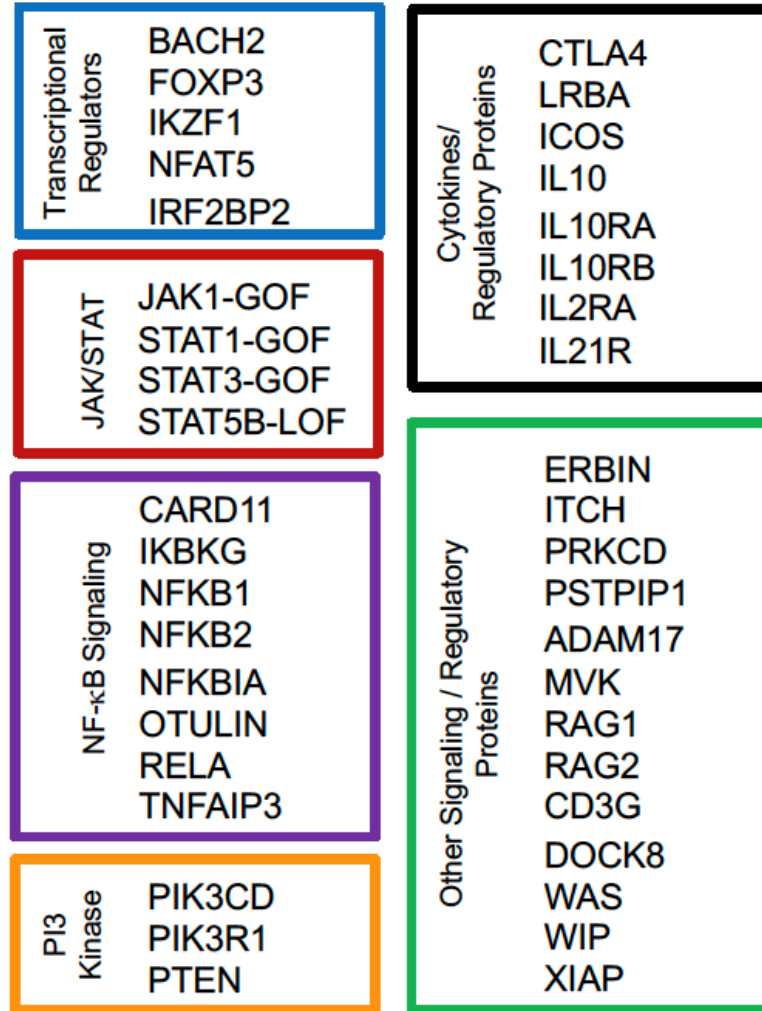 Transcriptional
Regulators
BACH2
FOXP3
IKZF1
NFAT5
IRF2BP2
JAK/STAT
JAK1-GOF
STAT1-GOF
STAT3-GOF
STAT5B-LOF
NF-κB Signaling
CARD11
IKBKG
NFKB1
NFKB2
NFKBIA
OTULIN
RELA
TNFAIP3
PI3
Kinase
PIK3CD
PIK3R1
PTEN
Cytokines/
Regulatory Proteins
CTLA4
LRBA
ICOS
IL10
IL10RA
IL10RB
IL2RA
IL21R
Other Signaling / Regulatory
Proteins
ERBIN
ITCH
PRKCD
PSTPIP1
ADAM17
MVK
RAG1
RAG2
CD3G
DOCK8
WAS
WIP
XIAP